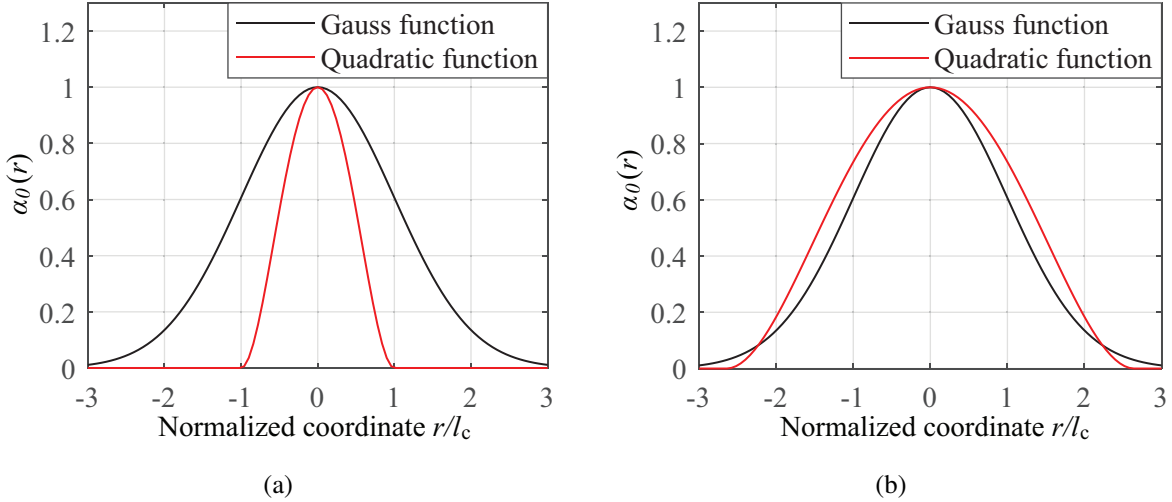 Gauss function
Quadratic function
1.2
1
0.8
0.6
0.4
0.2
0
α0(r)
-3 -2 -1 0 1 2 3
Normalized coordinate r/lc
(a)
Gauss function
Quadratic function
1.2
1
0.8
0.6
0.4
0.2
0
α0(r)
-3 -2 -1 0 1 2 3
Normalized coordinate r/lc
(b)